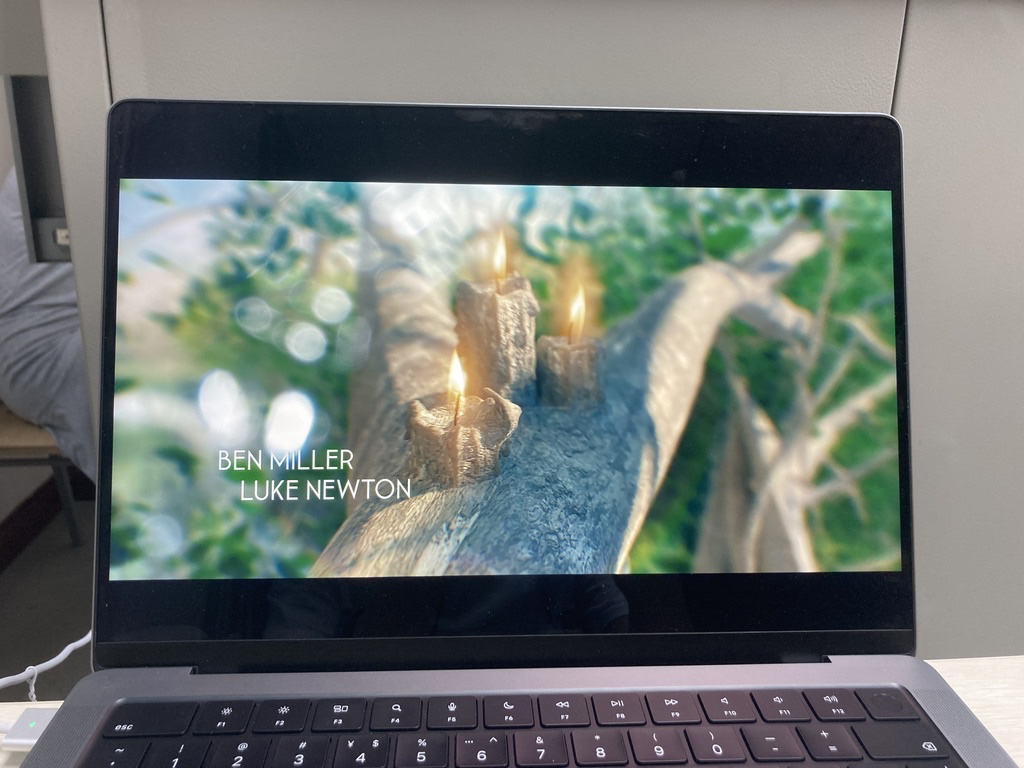 BEN MILLER
LUKE NEWTON
esc F1 F2 F3 F4 F5 F6 F7 F8 F9 F10 F11 F12
~ ! @ # ¥ $ % … ^ & * ( ) — - + =
1 2 3 4 5 6 7 8 9 0